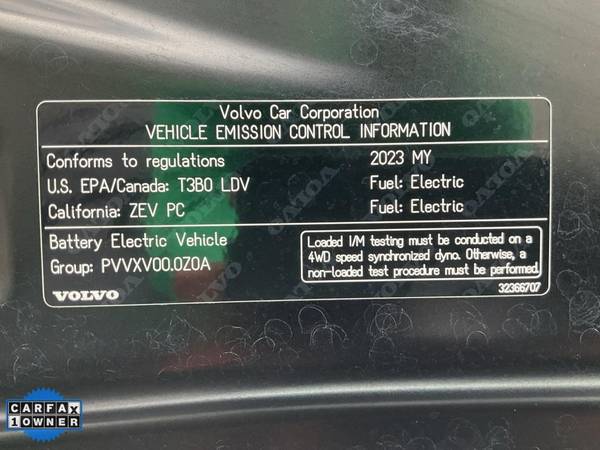 Volvo Car Corporation
VEHICLE EMISSION CONTROL INFORMATION
Conforms to regulations 2023 MY
U.S. EPA/Canada: T3B0 LDV Fuel: Electric
California: ZEV PC Fuel: Electric
Battery Electric Vehicle
Group: PVVXV00.0Z0A
Loaded I/M testing must be conducted on a
4WD speed synchronized dyno. Otherwise, a
non-loaded test procedure must be performed.
VOLVO
32366707
CARFAX
1 OWNER